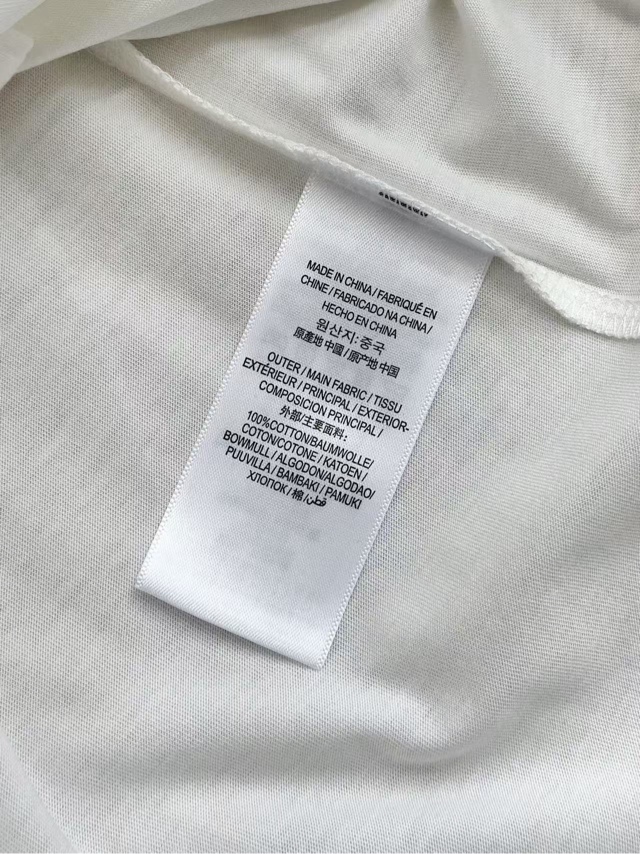 MADE IN CHINA / FABRIQUÉ EN
CHINE / FABRICADO NA CHINA /
HECHO EN CHINA
원산지: 중국
原產地 中國 / 原产地 中国
OUTER / MAIN FABRIC / TISSU
EXTÉRIEUR / PRINCIPAL / EXTERIOR-
COMPOSICION PRINCIPAL /
外部/主要面料:
100%COTTON/BAUMWOLLE/
COTON/COTONE / KATOEN /
BOWMULL / ALGODON/ALGODAO/
PUUVILLA / BAMBAKI / PAMUKI
ХЛОПОК / 棉/قطن